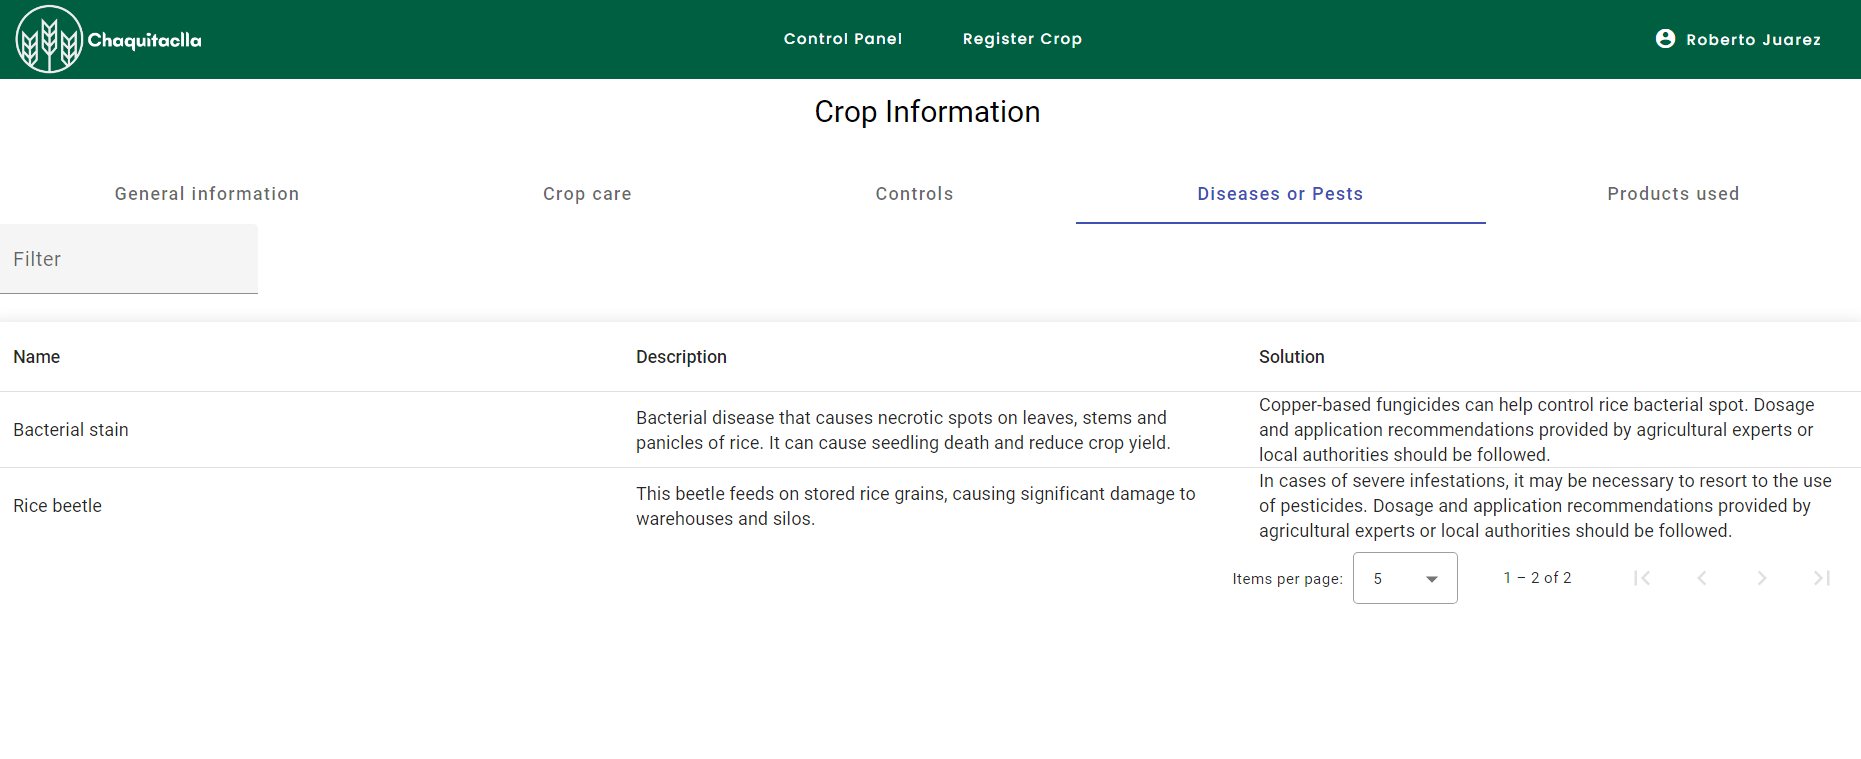 Chaquitaclla
Control Panel
Register Crop
Roberto Juarez
Crop Information
General information
Crop care
Controls
Diseases or Pests
Products used
Filter
Name
Description
Solution
Bacterial stain
Bacterial disease that causes necrotic spots on leaves, stems and
panicles of rice. It can cause seedling death and reduce crop yield.
Copper-based fungicides can help control rice bacterial spot. Dosage
and application recommendations provided by agricultural experts or
local authorities should be followed.
Rice beetle
This beetle feeds on stored rice grains, causing significant damage to
warehouses and silos.
In cases of severe infestations, it may be necessary to resort to the use
of pesticides. Dosage and application recommendations provided by
agricultural experts or local authorities should be followed.
Items per page:
5
1 – 2 of 2